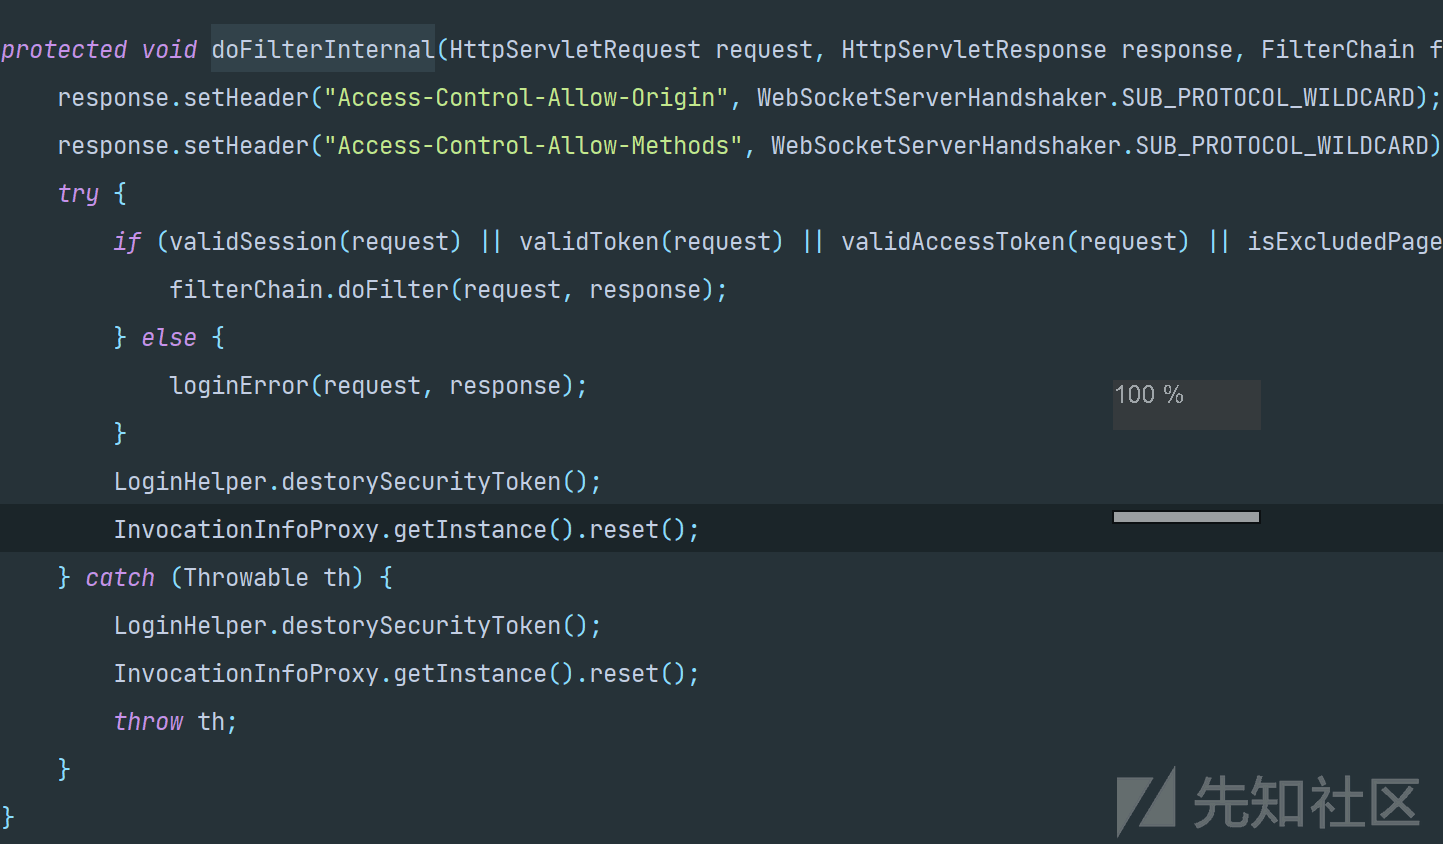 protected void doFilterInternal(HttpServletRequest request, HttpServletResponse response, FilterChain f
    response.setHeader("Access-Control-Allow-Origin", WebSocketServerHandshaker.SUB_PROTOCOL_WILDCARD);
    response.setHeader("Access-Control-Allow-Methods", WebSocketServerHandshaker.SUB_PROTOCOL_WILDCARD)
    try {
        if (validSession(request) || validToken(request) || validAccessToken(request) || isExcludedPage
            filterChain.doFilter(request, response);
        } else {
            loginError(request, response);
100 %
        }
        LoginHelper.destorySecurityToken();
        InvocationInfoProxy.getInstance().reset();
    } catch (Throwable th) {
        LoginHelper.destorySecurityToken();
        InvocationInfoProxy.getInstance().reset();
        throw th;
    }
}
先知社区